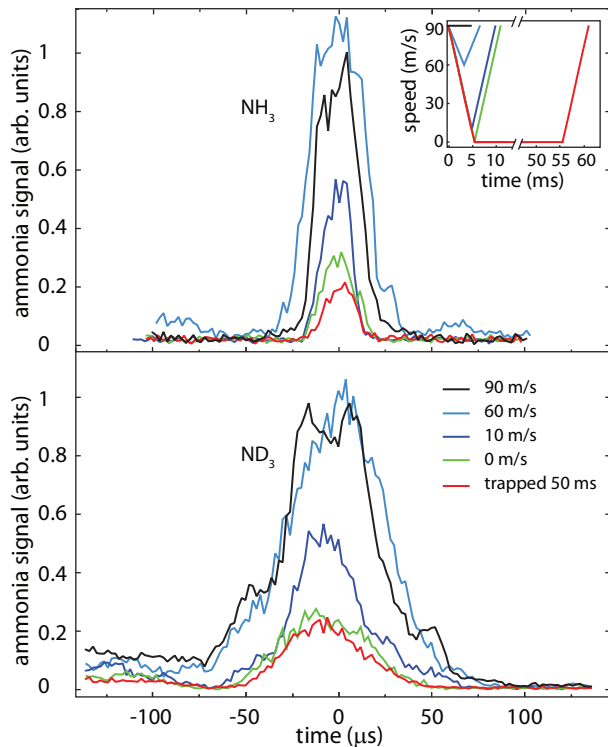 ammonia signal (arb. units)
1
0.8
0.6
0.4
0.2
0
NH3
speed (m/s)
90
60
30
0
0 5 10 50 55 60
time (ms)
ammonia signal (arb. units)
1
0.8
0.6
0.4
0.2
0
ND3
90 m/s
60 m/s
10 m/s
0 m/s
trapped 50 ms
-100 -50 0 50 100
time (μs)